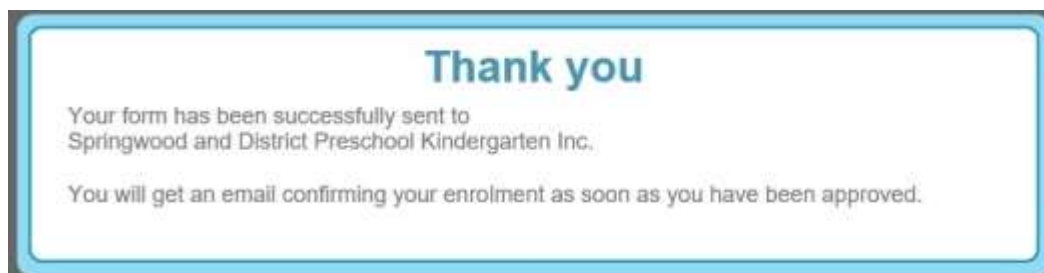 Thank you
Your form has been successfully sent to
Springwood and District Preschool Kindergarten Inc.
You will get an email confirming your enrolment as soon as you have been approved.